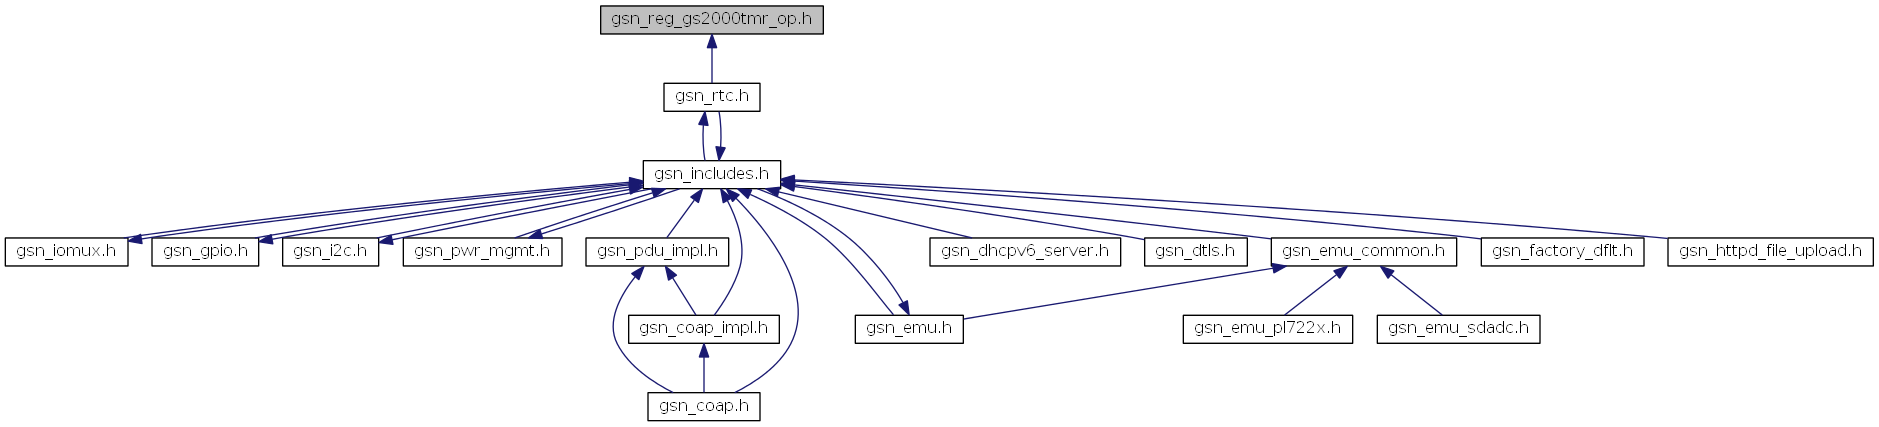 gsn_reg_gs2000tmr_op.h
gsn_rtc.h
gsn_includes.h
gsn_iomux.h
gsn_gpio.h
gsn_i2c.h
gsn_pwr_mgmt.h
gsn_pdu_impl.h
gsn_dhcpv6_server.h
gsn_dtls.h
gsn_emu_common.h
gsn_factory_dflt.h
gsn_httpd_file_upload.h
gsn_coap_impl.h
gsn_emu.h
gsn_emu_pl722x.h
gsn_emu_sdadc.h
gsn_coap.h